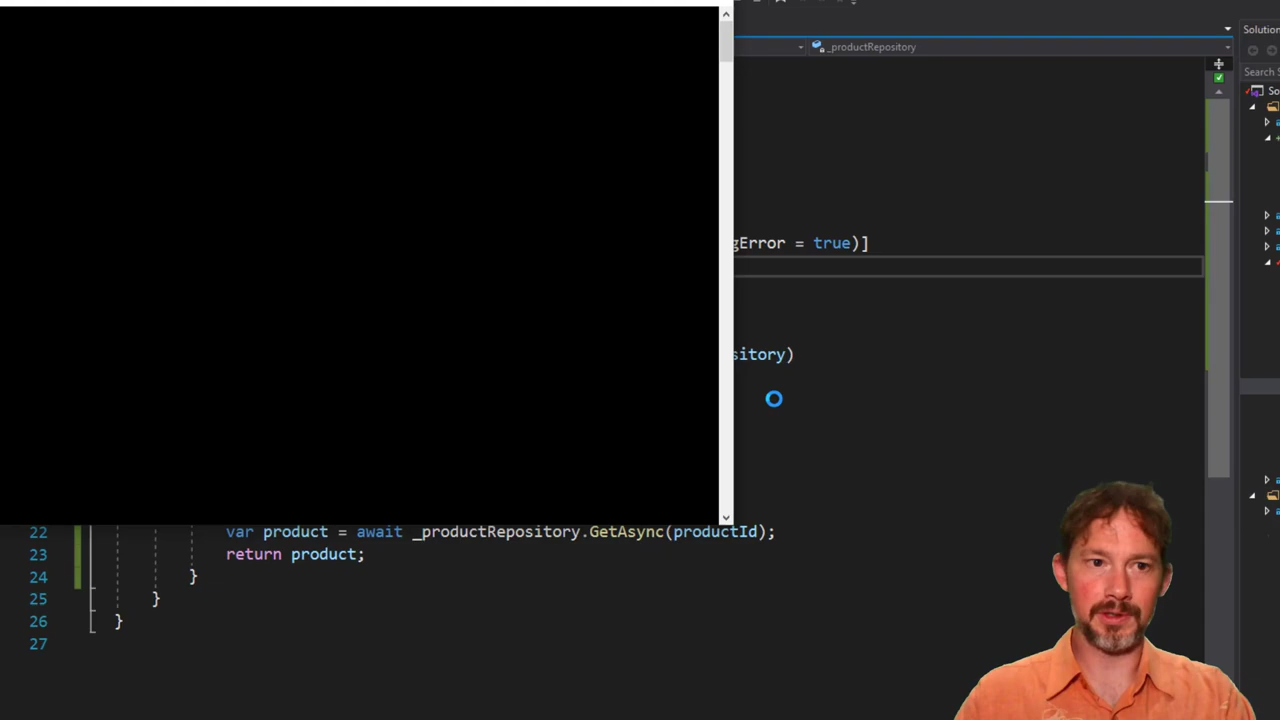 Solution
_productRepository
Search S
So
gError = true)]
sitory)
22 var product = await _productRepository.GetAsync(productId);
23 return product;
24 }
25 }
26 }
27